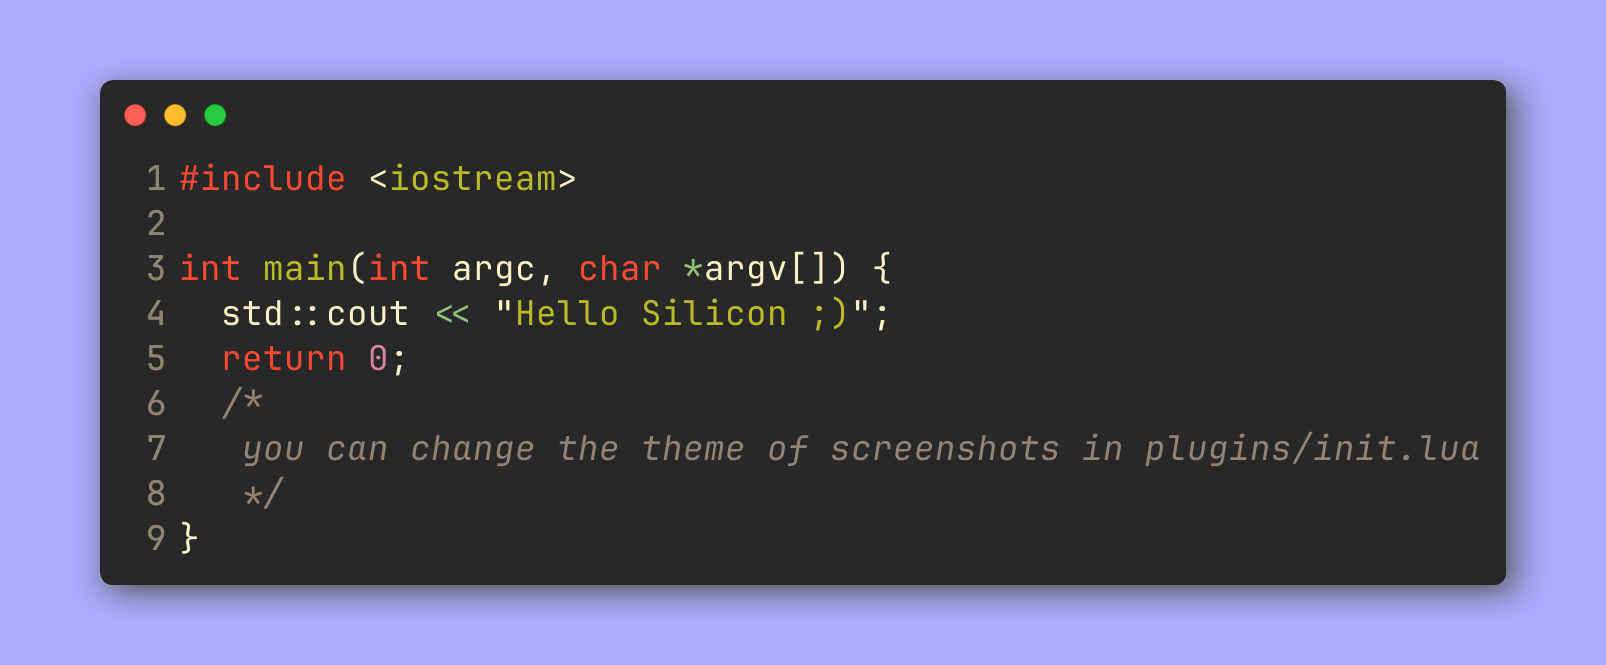 1 #include <iostream>
2
3 int main(int argc, char *argv[]) {
4   std::cout << "Hello Silicon ;)";
5   return 0;
6   /*
7    you can change the theme of screenshots in plugins/init.lua
8    */
9 }